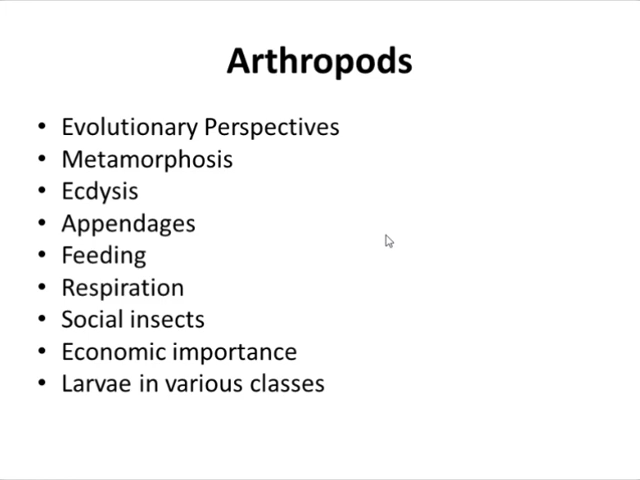 Arthropods
• Evolutionary Perspectives
• Metamorphosis
• Ecdysis
• Appendages
• Feeding
• Respiration
• Social insects
• Economic importance
• Larvae in various classes